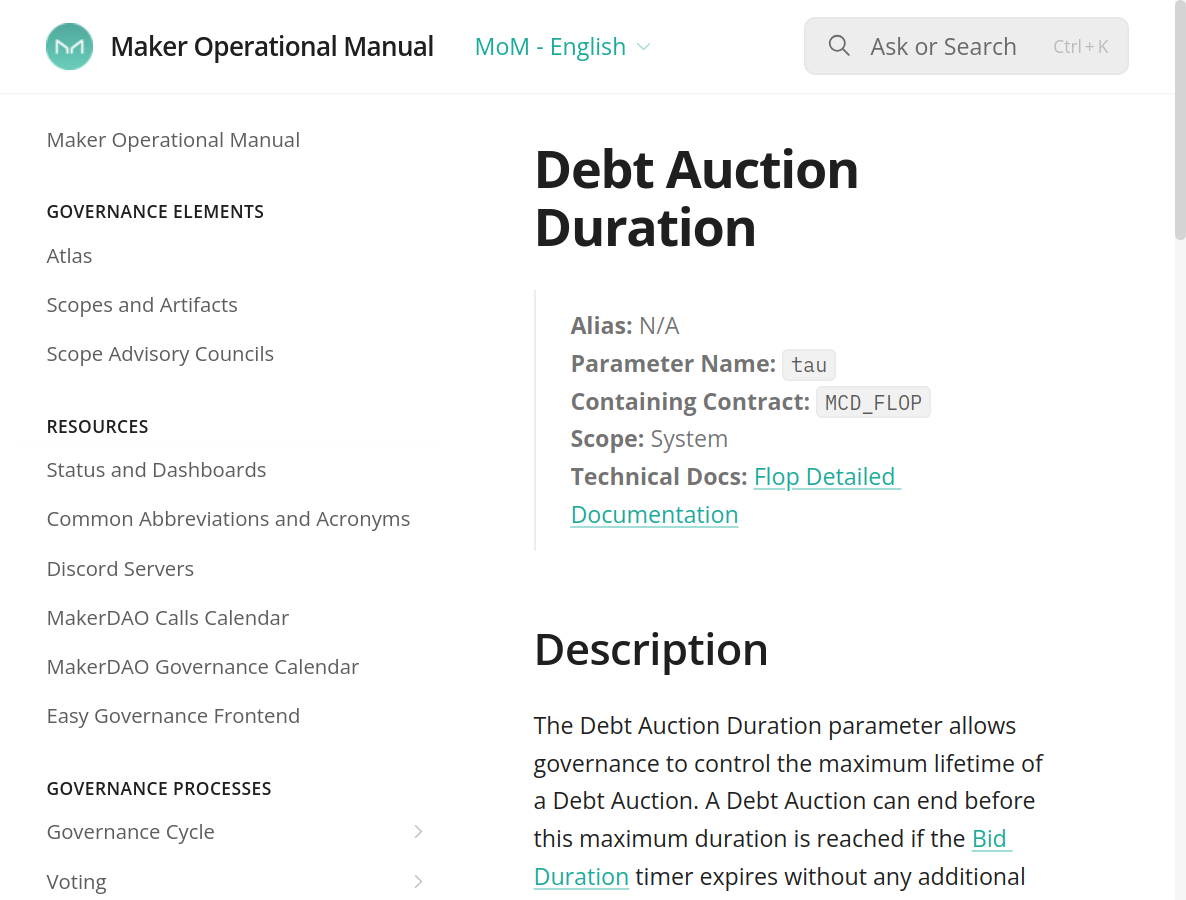 Maker Operational Manual
MoM - English
Ask or Search
Ctrl + K
Maker Operational Manual
GOVERNANCE ELEMENTS
Atlas
Scopes and Artifacts
Scope Advisory Councils
RESOURCES
Status and Dashboards
Common Abbreviations and Acronyms
Discord Servers
MakerDAO Calls Calendar
MakerDAO Governance Calendar
Easy Governance Frontend
GOVERNANCE PROCESSES
Governance Cycle
Voting
Debt Auction
Duration
Alias: N/A
Parameter Name: tau
Containing Contract: MCD_FLOP
Scope: System
Technical Docs: Flop Detailed
Documentation
Description
The Debt Auction Duration parameter allows
governance to control the maximum lifetime of
a Debt Auction. A Debt Auction can end before
this maximum duration is reached if the Bid
Duration timer expires without any additional